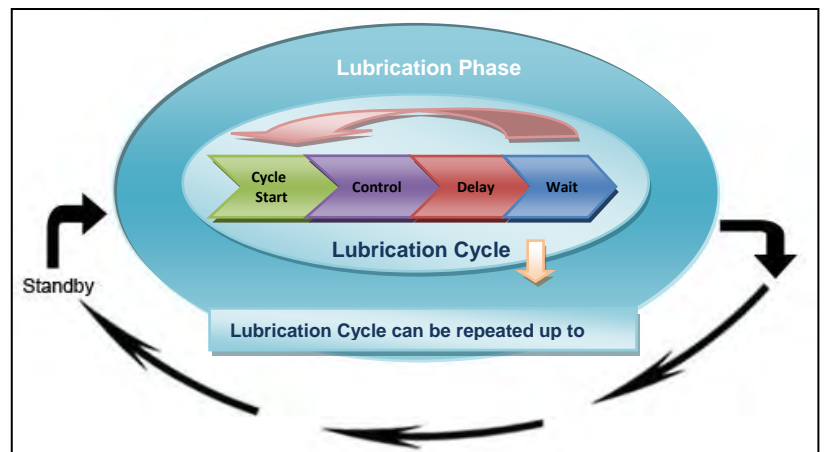 Lubrication Phase
Cycle
Start
Control
Delay
Wait
Lubrication Cycle
Standby
Lubrication Cycle can be repeated up to